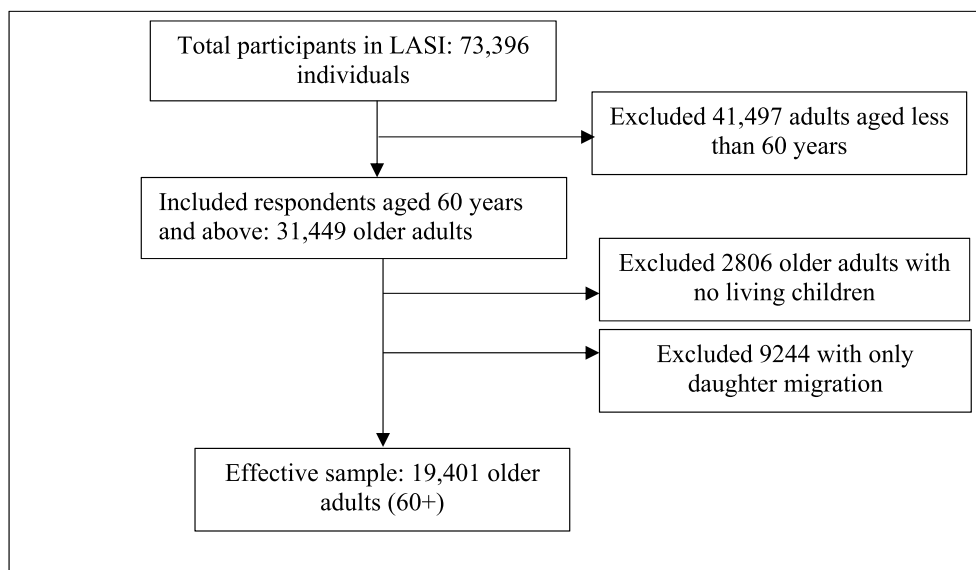 Total participants in LASI: 73,396
individuals
Excluded 41,497 adults aged less
than 60 years
Included respondents aged 60 years
and above: 31,449 older adults
Excluded 2806 older adults with
no living children
Excluded 9244 with only
daughter migration
Effective sample: 19,401 older
adults (60+)